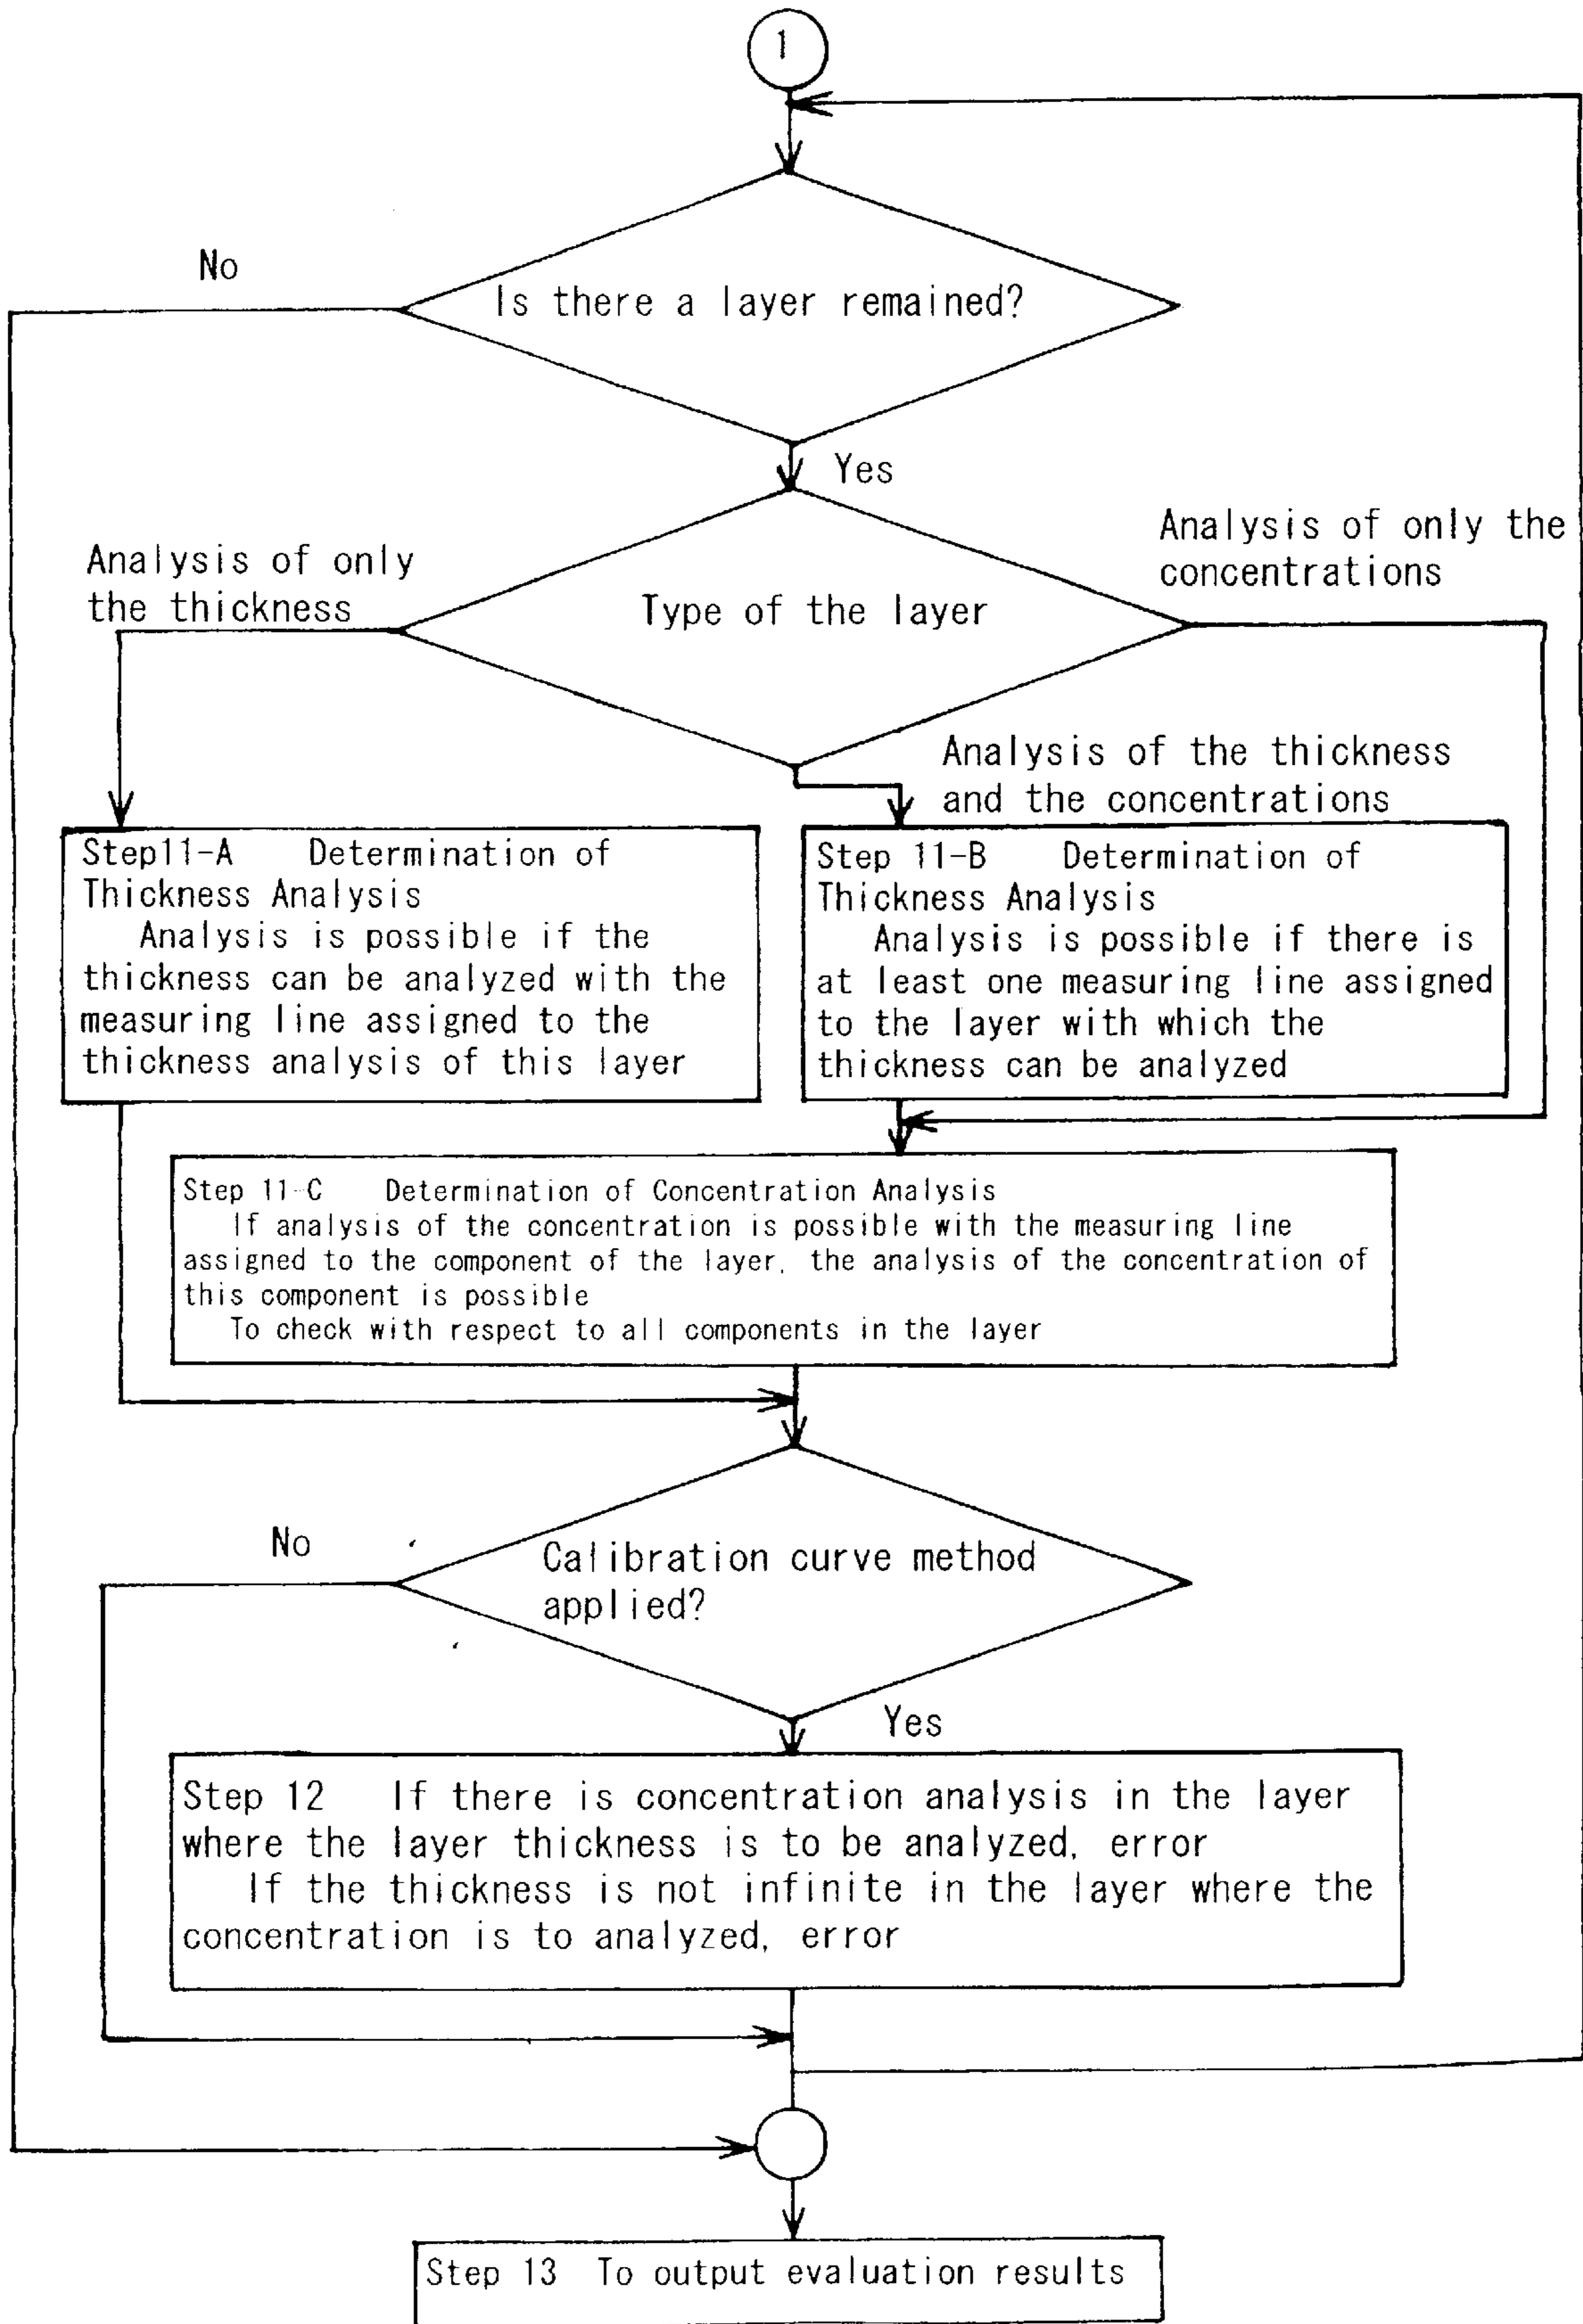 1
No
Is there a layer remained?
Yes
Analysis of only
the thickness
Type of the layer
Analysis of only the
concentrations
Analysis of the thickness
and the concentrations
Step11-A Determination of
Thickness Analysis
Analysis is possible if the
thickness can be analyzed with the
measuring line assigned to the
thickness analysis of this layer
Step 11-B Determination of
Thickness Analysis
Analysis is possible if there is
at least one measuring line assigned
to the layer with which the
thickness can be analyzed
Step 11-C Determination of Concentration Analysis
If analysis of the concentration is possible with the measuring line
assigned to the component of the layer, the analysis of the concentration of
this component is possible
To check with respect to all components in the layer
No
Calibration curve method
applied?
Yes
Step 12 If there is concentration analysis in the layer
where the layer thickness is to be analyzed, error
If the thickness is not infinite in the layer where the
concentration is to analyzed, error
Step 13 To output evaluation results